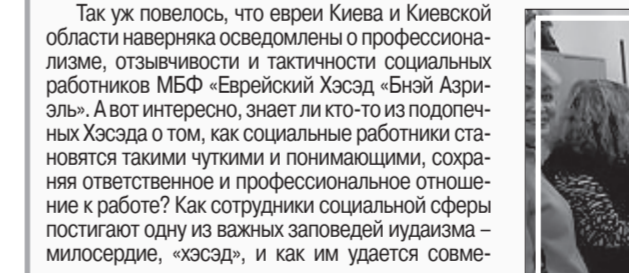 Так уж повелось, что евреи Киева и Киевской
области наверняка осведомлены о профессиона-
лизме, отзывчивости и тактичности социальных
работников МБФ «Еврейский Хэсэд «Бнэй Азри-
эль». А вот интересно, знает ли кто-то из подопеч-
ных Хэсэда о том, как социальные работники ста-
новятся такими чуткими и понимающими, сохра-
няя ответственное и профессиональное отноше-
ние к работе? Как сотрудники социальной сферы
постигают одну из важных заповедей иудаизма –
милосердие, «хэсэд», и как им удается совме-